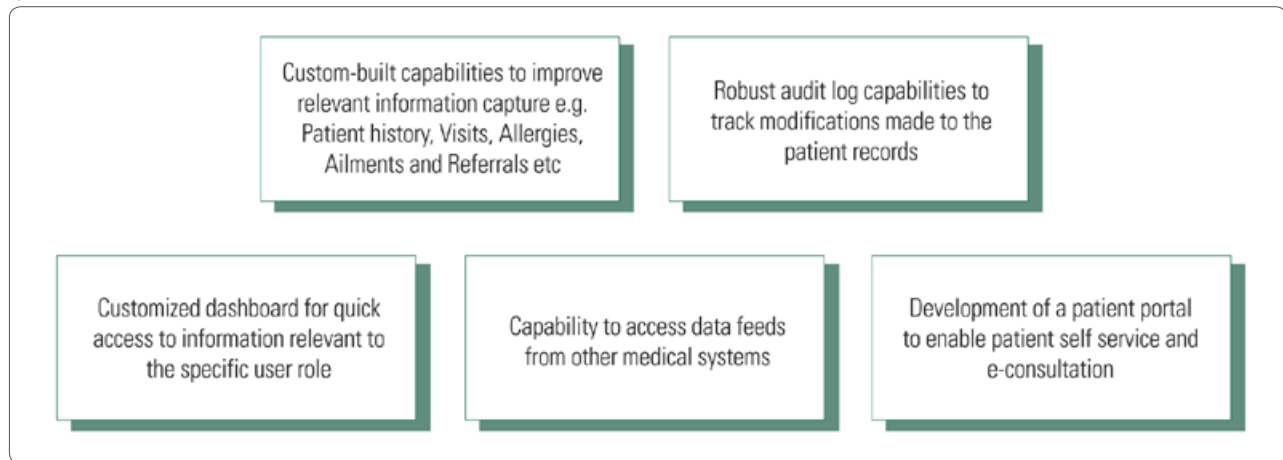 Custom-built capabilities to improve
relevant information capture e.g.
Patient history, Visits, Allergies,
Ailments and Referrals etc
Robust audit log capabilities to
track modifications made to the
patient records
Customized dashboard for quick
access to information relevant to
the specific user role
Capability to access data feeds
from other medical systems
Development of a patient portal
to enable patient self service and
e-consultation